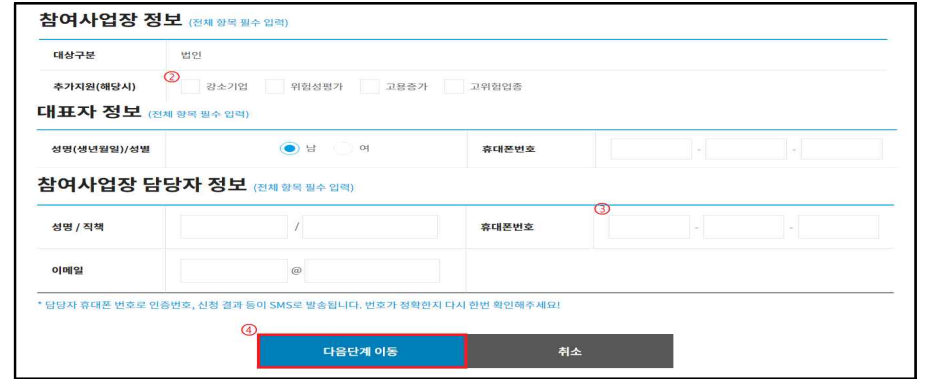 참여사업장 정보 (전체 항목 필수 입력)
대상구분 법인
추가지원(해당시) ② 강소기업 위험성평가 고용증가 고위험업종
대표자 정보 (전체 항목 필수 입력)
성명(생년월일)/성별 남 여 휴대폰번호 - -
참여사업장 담당자 정보 (전체 항목 필수 입력)
성명 / 직책 / 휴대폰번호 ③ - -
이메일 @
* 담당자 휴대폰 번호로 인증번호, 신청 결과 등이 SMS로 발송됩니다. 번호가 정확한지 다시 한번 확인해주세요!
④ 다음단계 이동 취소